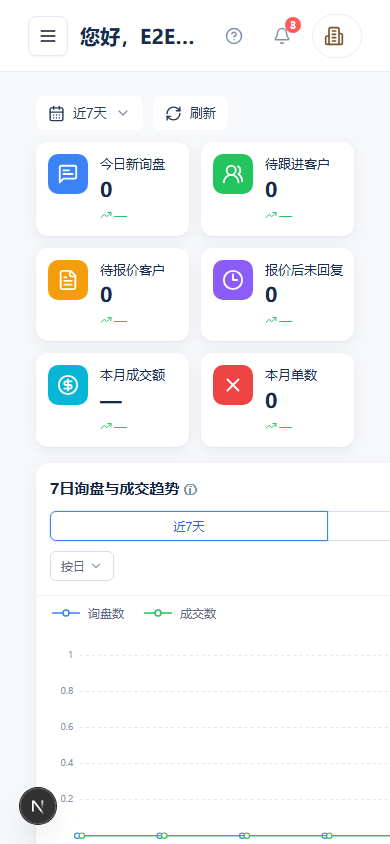 您好，E2E...
3
近7天
刷新
今日新询盘
0
—
待跟进客户
0
—
待报价客户
0
—
报价后未回复
0
—
本月成交额
—
—
本月单数
0
—
7日询盘与成交趋势
近7天
按日
询盘数
成交数
1
0.8
0.6
0.4
0.2
N